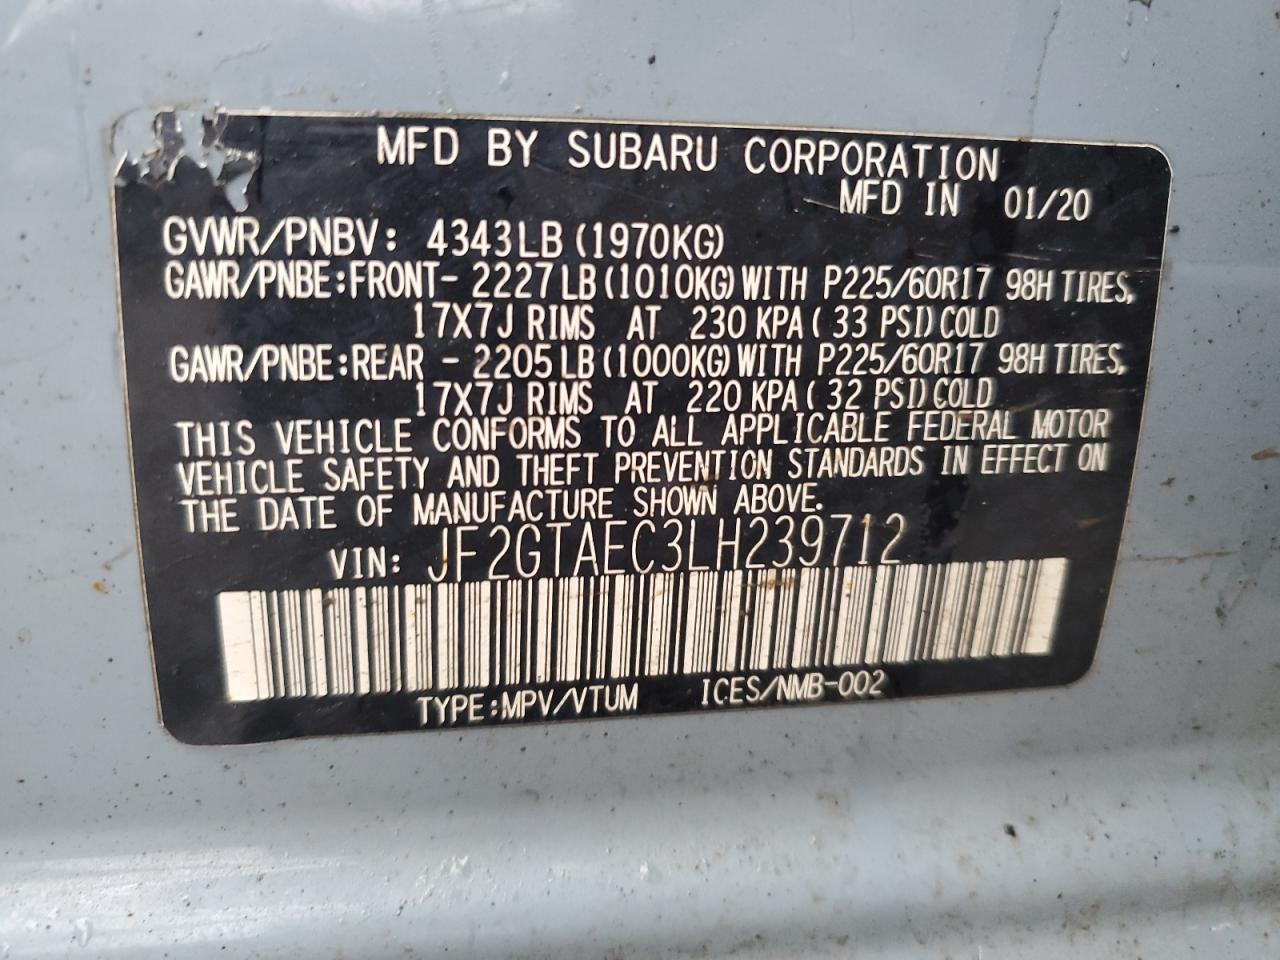 MFD BY SUBARU CORPORATION
MFD IN 01/20
GVWR/PNBV: 4343LB (1970KG)
GAWR/PNBE:FRONT- 2227LB (1010KG) WITH P225/60R17 98H TIRES,
17X7J RIMS AT 230 KPA ( 33 PSI) COLD
GAWR/PNBE:REAR - 2205LB (1000KG) WITH P225/60R17 98H TIRES,
17X7J RIMS AT 220 KPA ( 32 PSI) COLD
THIS VEHICLE CONFORMS TO ALL APPLICABLE FEDERAL MOTOR
VEHICLE SAFETY AND THEFT PREVENTION STANDARDS IN EFFECT ON
THE DATE OF MANUFACTURE SHOWN ABOVE.
VIN: JF2GTAEC3LH239712
TYPE:MPV/VTUM ICES/NMB-002